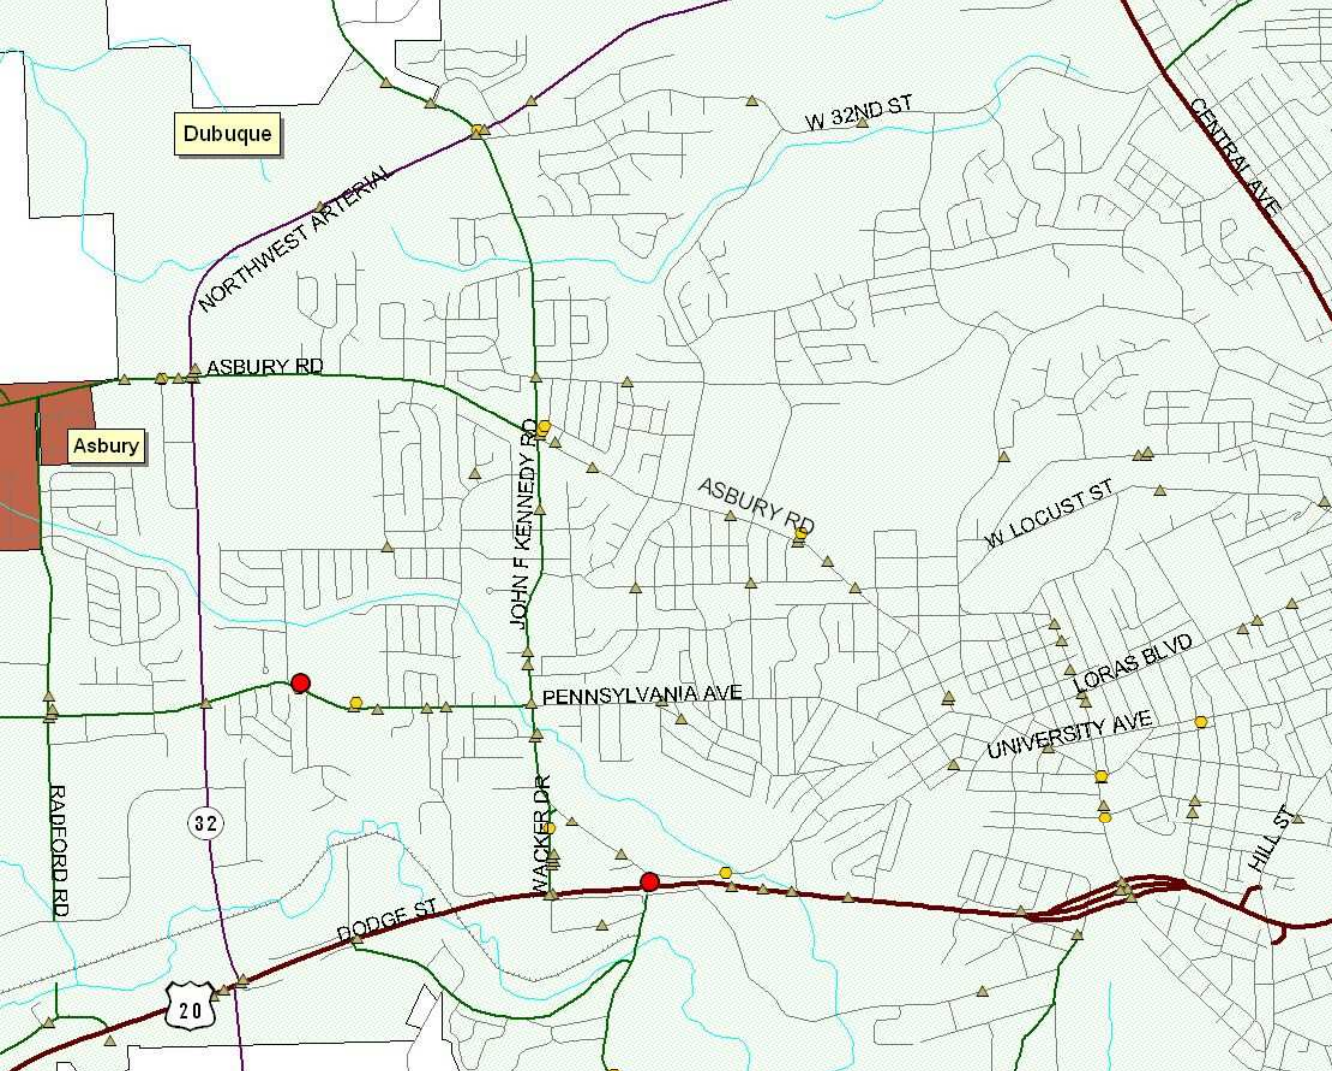 W 32ND ST
CENTRAL AVE
Dubuque
NORTHWEST ARTERIAL
ASBURY RD
Asbury
JOHN F KENNEDY RD
ASBURY RD
W LOCUST ST
LORAS BLVD
PENNSYLVANIA AVE
UNIVERSITY AVE
RADFORD RD
32
WACKER DR
HILL ST
DODGE ST
20